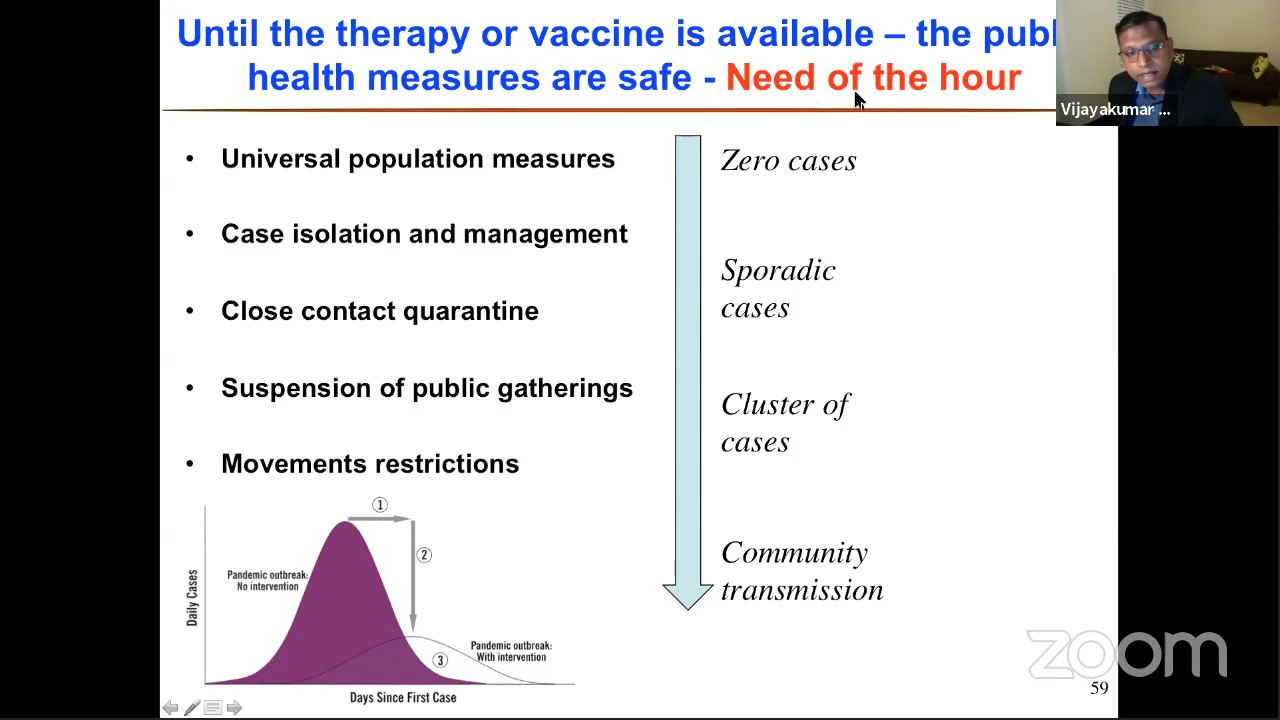 Until the therapy or vaccine is available – the publ
health measures are safe - Need of the hour
Vijayakumar ...
• Universal population measures
• Case isolation and management
• Close contact quarantine
• Suspension of public gatherings
• Movements restrictions
Zero cases
Sporadic
cases
Cluster of
cases
Community
transmission
①
②
③
Pandemic outbreak:
No intervention
Pandemic outbreak:
With intervention
Daily Cases
Days Since First Case
zoom
59